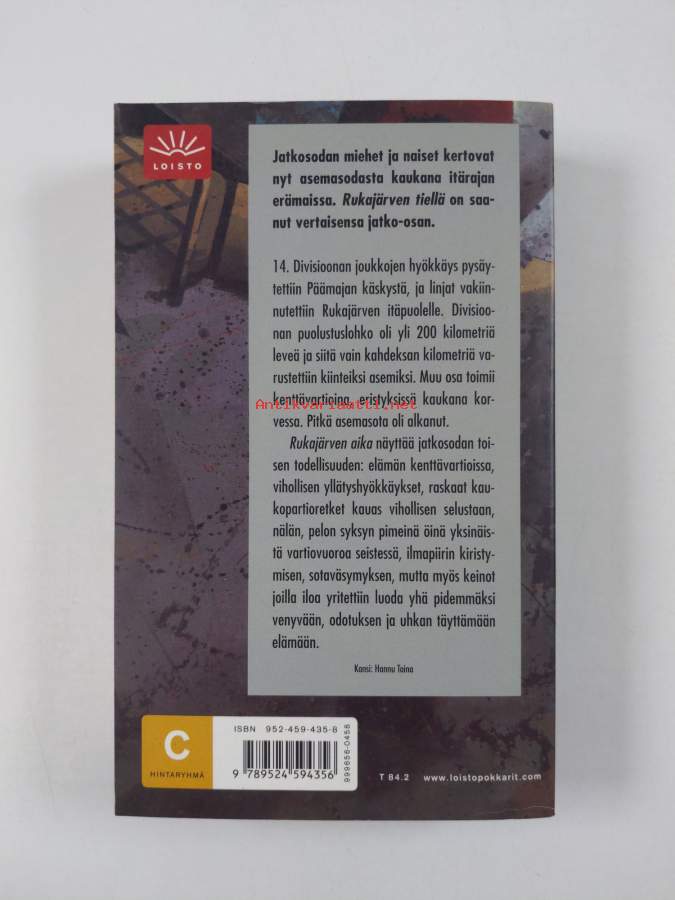 LOISTO
Jatkosodan miehet ja naiset kertovat
nyt asemasodasta kaukana itärajan
erämaissa. Rukajärven tiellä on saa-
nut vertaisensa jatko-osan.
14. Divisioonan joukkojen hyökkäys pysäy-
tettiin Päämajan käskystä, ja linjat vakiin-
nutettiin Rukajärven itäpuolelle. Divisioo-
nan puolustuslohko oli yli 200 kilometriä
leveä ja siitä vain kahdeksan kilometriä va-
rustettiin kiinteiksi asemiksi. Muu osa toimii
kenttävartioina, eristyksissä kaukana kor-
Antikvariaatti.net
vessa. Pitkä asemasota oli alkanut.
Rukajärven aika näyttää jatkosodan toi-
sen todellisuuden: elämän kenttävartioissa,
vihollisen yllätyshyökkäykset, raskaat kau-
kopartioretket kauas vihollisen selustaan,
nälän, pelon syksyn pimeinä öinä yksinäis-
tä vartiovuoroa seistessä, ilmapiirin kiristy-
misen, sotaväsymyksen, mutta myös keinot
joilla iloa yritettiin luoda yhä pidemmäksi
venyvään, odotuksen ja uhkan täyttämään
elämään.
Kansi: Hannu Taina
C
HINTARYHMÄ
ISBN 952-459-435-8
9 789524 594356
999656-0458
T 84.2 www.loistopokkarit.com